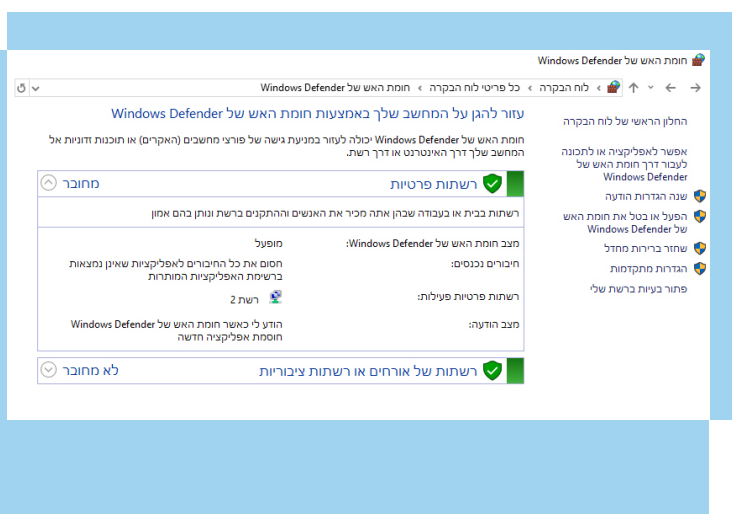 חומת האש של Windows Defender
לוח הבקרה › כל פריטי לוח הבקרה › חומת האש של Windows Defender
החלון הראשי של לוח הבקרה
אפשר לאפליקציה או לתכונה
לעבור דרך חומת האש של
Windows Defender
שנה הגדרות הודעה
הפעל או בטל את חומת האש
של Windows Defender
שחזר ברירות מחדל
הגדרות מתקדמות
פתור בעיות ברשת שלי
עזור להגן על המחשב שלך באמצעות חומת האש של Windows Defender
חומת האש של Windows Defender יכולה לעזור במניעת גישה של פורצי מחשבים (האקרים) או תוכנות זדוניות אל
המחשב שלך דרך האינטרנט או דרך רשת.
רשתות פרטיות מחובר
רשתות בבית או בעבודה שבהן אתה מכיר את האנשים וההתקנים ברשת ונותן בהם אמון
מצב חומת האש של Windows Defender: מופעל
חיבורים נכנסים: חסום את כל החיבורים לאפליקציות שאינן נמצאות
ברשימת האפליקציות המותרות
רשתות פרטיות פעילות: רשת 2
מצב הודעה: הודע לי כאשר חומת האש של Windows Defender
חוסמת אפליקציה חדשה
רשתות של אורחים או רשתות ציבוריות לא מחובר